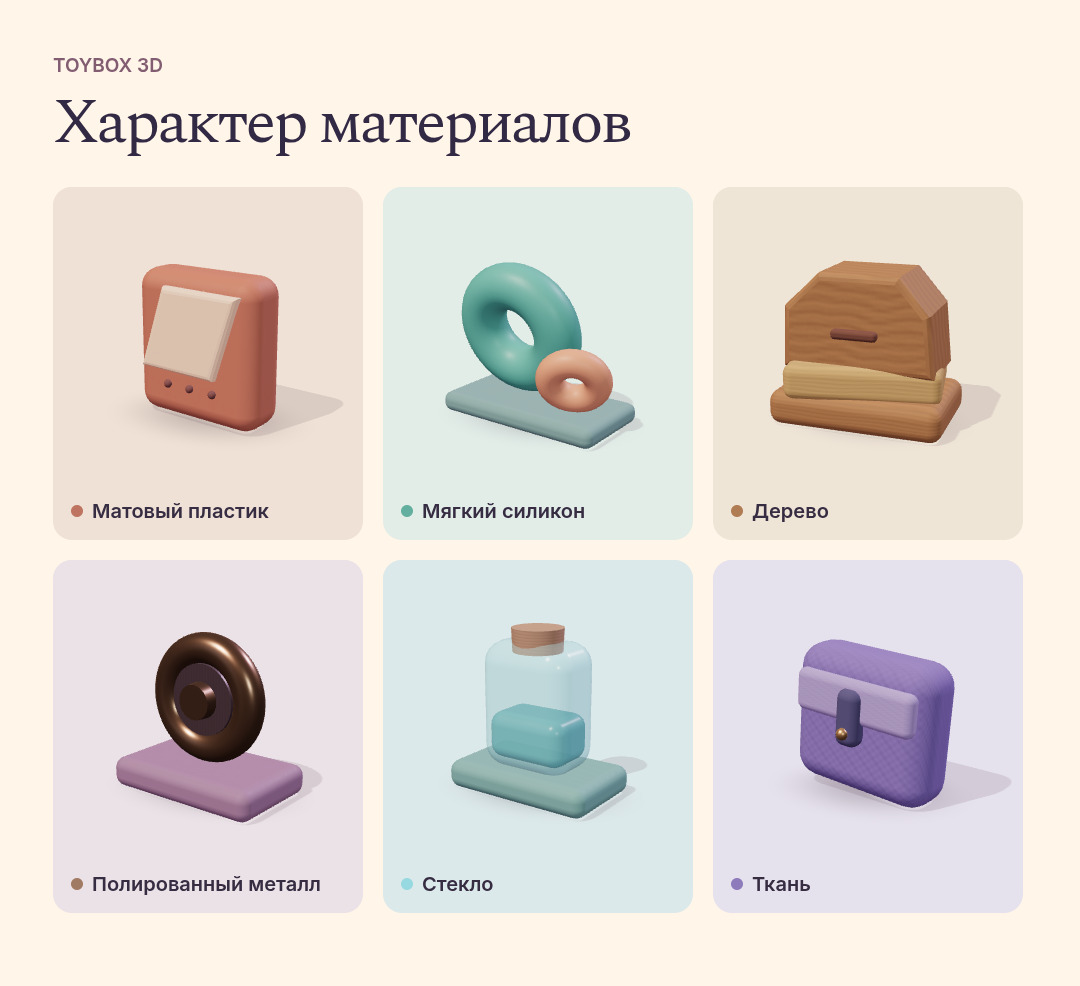 TOYBOX 3D
Характер материалов
Матовый пластик
Мягкий силикон
Дерево
Полированный металл
Стекло
Ткань